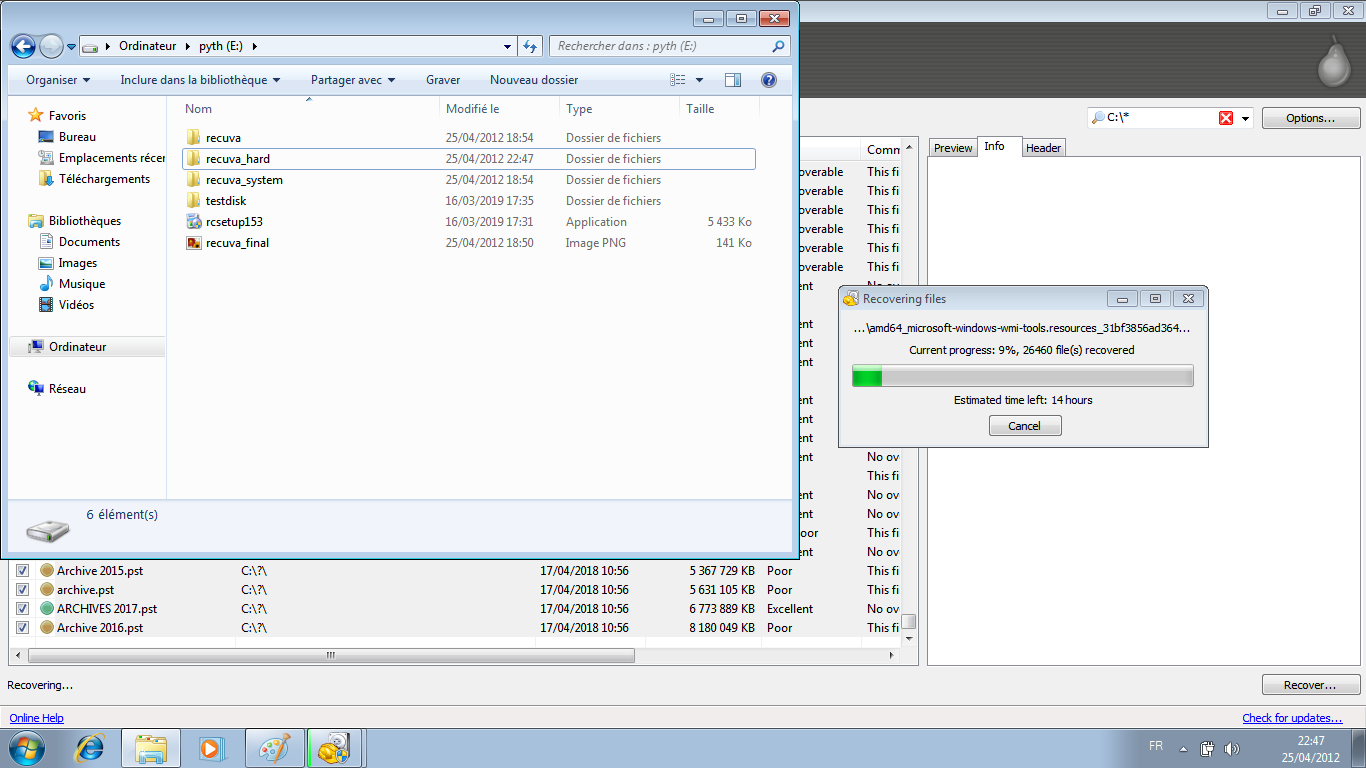 Ordinateur
pyth (E:)
Rechercher dans : pyth (E:)
Organiser
Inclure dans la bibliothèque
Partager avec
Graver
Nouveau dossier
Favoris
Bureau
Emplacements récer
Téléchargements
Bibliothèques
Documents
Images
Musique
Vidéos
Ordinateur
Réseau
Nom Modifié le Type Taille
recuva 25/04/2012 18:54 Dossier de fichiers
recuva_hard 25/04/2012 22:47 Dossier de fichiers
recuva_system 25/04/2012 18:54 Dossier de fichiers
testdisk 16/03/2019 17:35 Dossier de fichiers
rcsetup153 16/03/2019 17:31 Application 5 433 Ko
recuva_final 25/04/2012 18:50 Image PNG 141 Ko
6 élément(s)
C:\*
Options...
Comm
Preview Info Header
overable This fi
overable This fi
overable This fi
overable This fi
overable This fi
overable This fi
ent
ent
ent
ent
ent
ent
ent
ent
No ov
This fi
ent No ov
ent No ov
oor This fi
ent No ov
Recovering files
...\amd64_microsoft-windows-wmi-tools.resources_31bf3856ad364...
Current progress: 9%, 26460 file(s) recovered
Estimated time left: 14 hours
Cancel
Archive 2015.pst C:\?\ 17/04/2018 10:56 5 367 729 KB Poor This fi
archive.pst C:\?\ 17/04/2018 10:56 5 631 105 KB Poor This fi
ARCHIVES 2017.pst C:\?\ 17/04/2018 10:56 6 773 889 KB Excellent No ov
Archive 2016.pst C:\?\ 17/04/2018 10:56 8 180 049 KB Poor This fi
Recovering...
Recover...
Online Help
Check for updates...
FR
22:47
25/04/2012